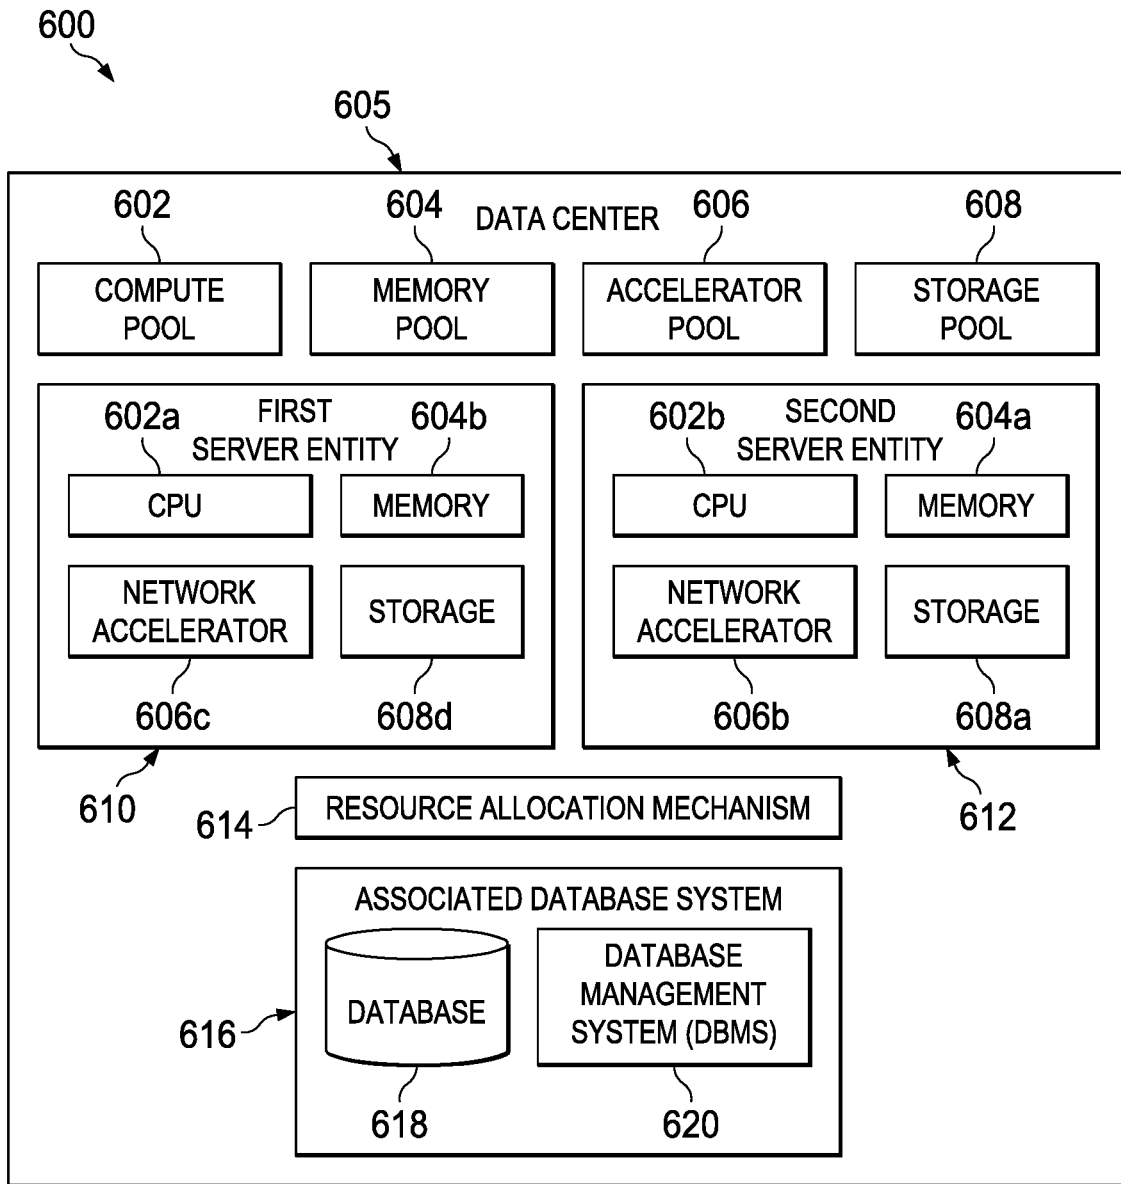 600
605
602
604
606
608
DATA CENTER
COMPUTE
POOL
MEMORY
POOL
ACCELERATOR
POOL
STORAGE
POOL
FIRST
SERVER ENTITY
602a
604b
CPU
MEMORY
NETWORK
ACCELERATOR
STORAGE
606c
608d
610
SECOND
SERVER ENTITY
602b
604a
CPU
MEMORY
NETWORK
ACCELERATOR
STORAGE
606b
608a
612
614
RESOURCE ALLOCATION MECHANISM
ASSOCIATED DATABASE SYSTEM
DATABASE
DATABASE
MANAGEMENT
SYSTEM (DBMS)
616
618
620